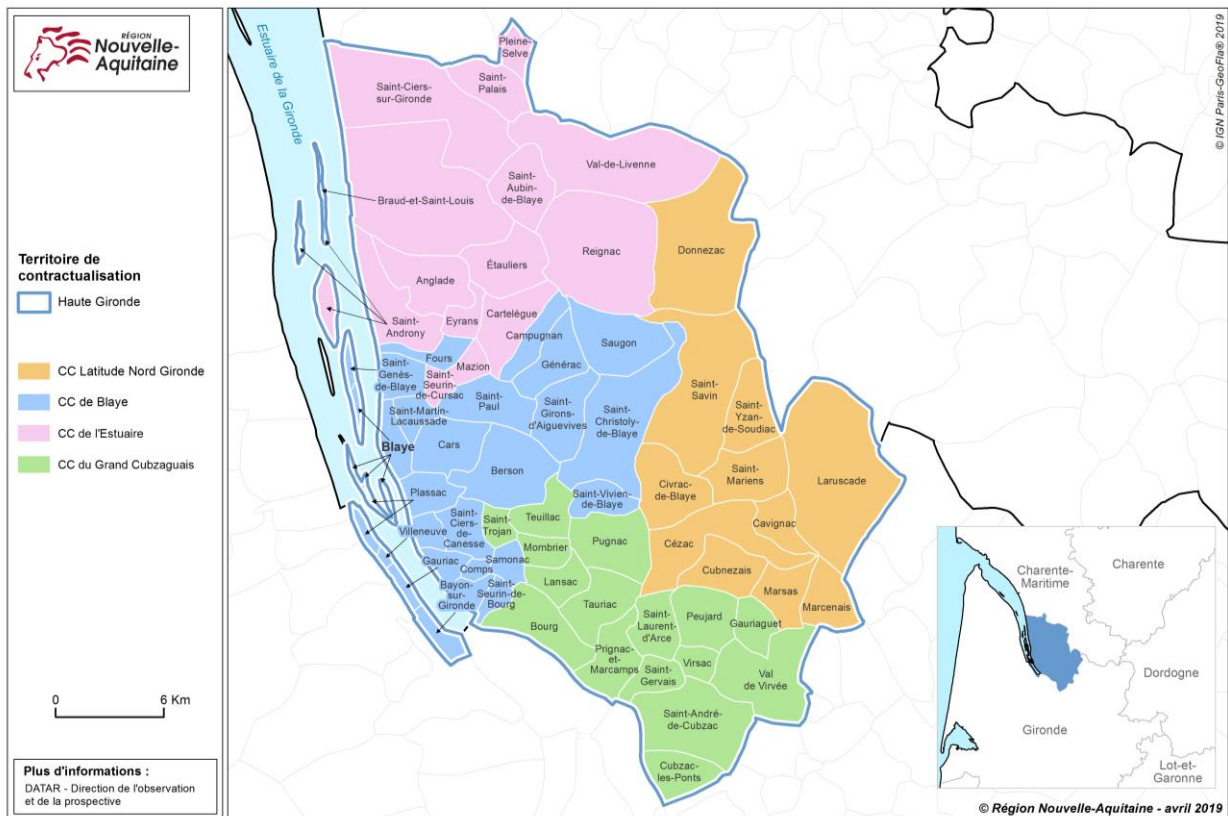 RÉGION
Nouvelle-
Aquitaine
Territoire de
contractualisation
Haute Gironde
CC Latitude Nord Gironde
CC de Blaye
CC de l'Estuaire
CC du Grand Cubzaguais
0 6 Km
Plus d'informations :
DATAR - Direction de l'observation
et de la prospective
Estuaire de la Gironde
© IGN Paris-GeoFla® 2019
Pleine-
Selve
Saint-Ciers-
sur-Gironde
Saint-
Palais
Val-de-Livenne
Saint-
Aubin-
de-Blaye
Braud-et-Saint-Louis
Reignac
Donnezac
Étauliers
Anglade
Saint-
Androny
Eyrans
Cartelègue
Campugnan
Saugon
Fours
Mazion
Générac
Saint-
Genès-
de-Blaye
Saint-
Seurin-
de-Cursac
Saint-Martin-
Lacaussade
Saint-
Paul
Saint-
Girons-
d'Aiguevives
Saint-
Christoly-
de-Blaye
Saint-
Savin
Saint-
Yzan-
de-Soudiac
Blaye
Cars
Berson
Saint-
Mariens
Laruscade
Civrac-
de-Blaye
Saint-Vivien-
de-Blaye
Plassac
Villeneuve
Saint-
Ciers-
de-
Canesse
Saint-
Trojan
Teuillac
Cavignac
Pugnac
Cézac
Mombrier
Gauriac
Comps
Samonac
Cubnezais
Lansac
Bayon-
sur-
Gironde
Saint-
Seurin-de-
Bourg
Marsas
Marcenais
Tauriac
Bourg
Saint-
Laurent-
d'Arce
Peujard
Gauriaguet
Prignac-
et-
Marcamps
Saint-
Gervais
Virsac
Val
de Virvée
Saint-André-
de-Cubzac
Cubzac-
les-Ponts
Charente-
Maritime
Charente
Dordogne
Gironde
Lot-et-
Garonne
© Région Nouvelle-Aquitaine - avril 2019